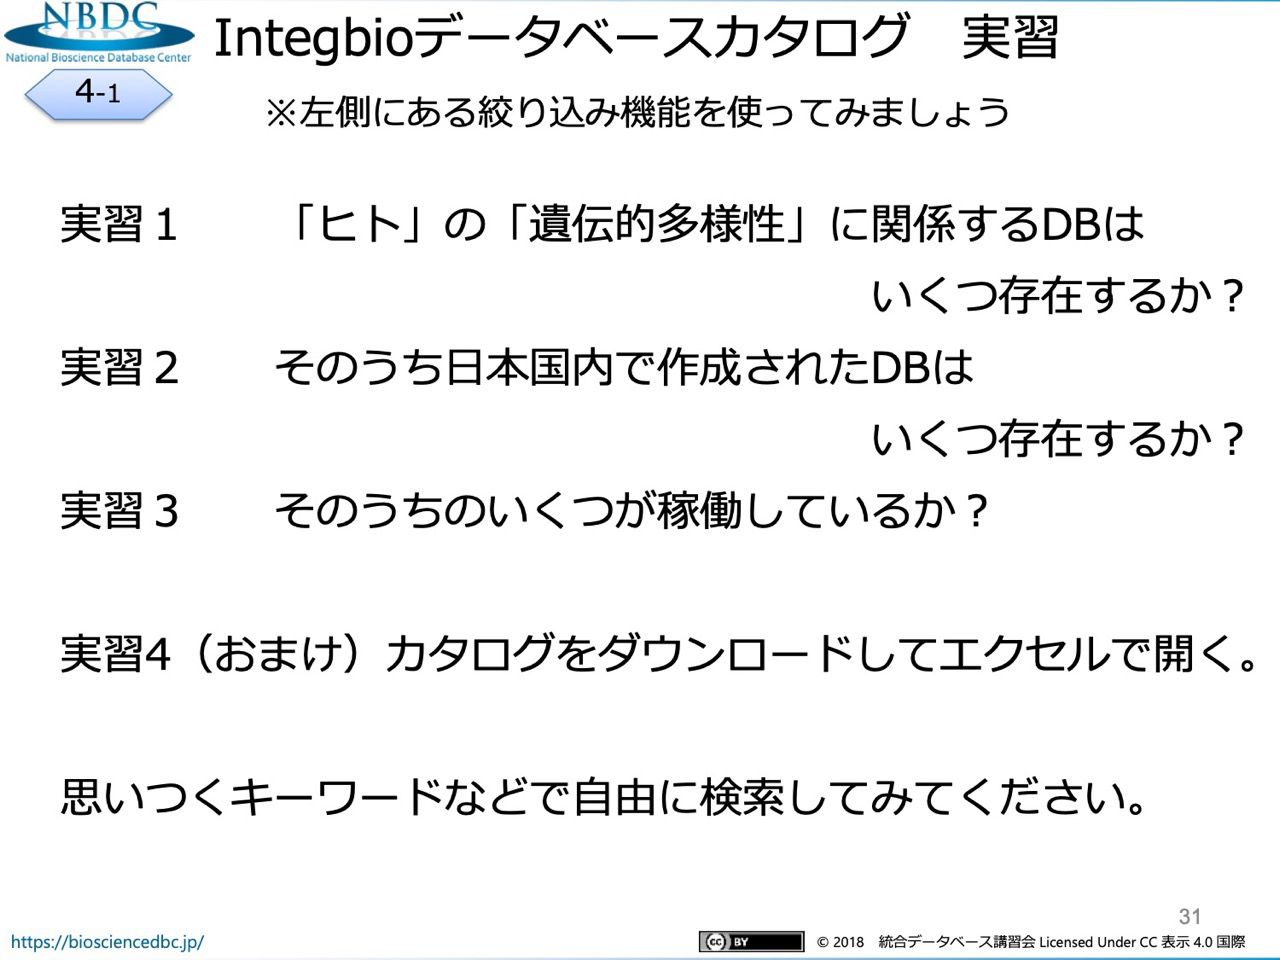 NBDC
National Bioscience Database Center
Integbioデータベースカタログ　実習
4-1
※左側にある絞り込み機能を使ってみましょう
実習１　　「ヒト」の「遺伝的多様性」に関係するDBは
いくつ存在するか？
実習２　　そのうち日本国内で作成されたDBは
いくつ存在するか？
実習３　　そのうちのいくつが稼働しているか？
実習4（おまけ）カタログをダウンロードしてエクセルで開く。
思いつくキーワードなどで自由に検索してみてください。
31
https://biosciencedbc.jp/
cc BY © 2018　統合データベース講習会 Licensed Under CC 表示 4.0 国際